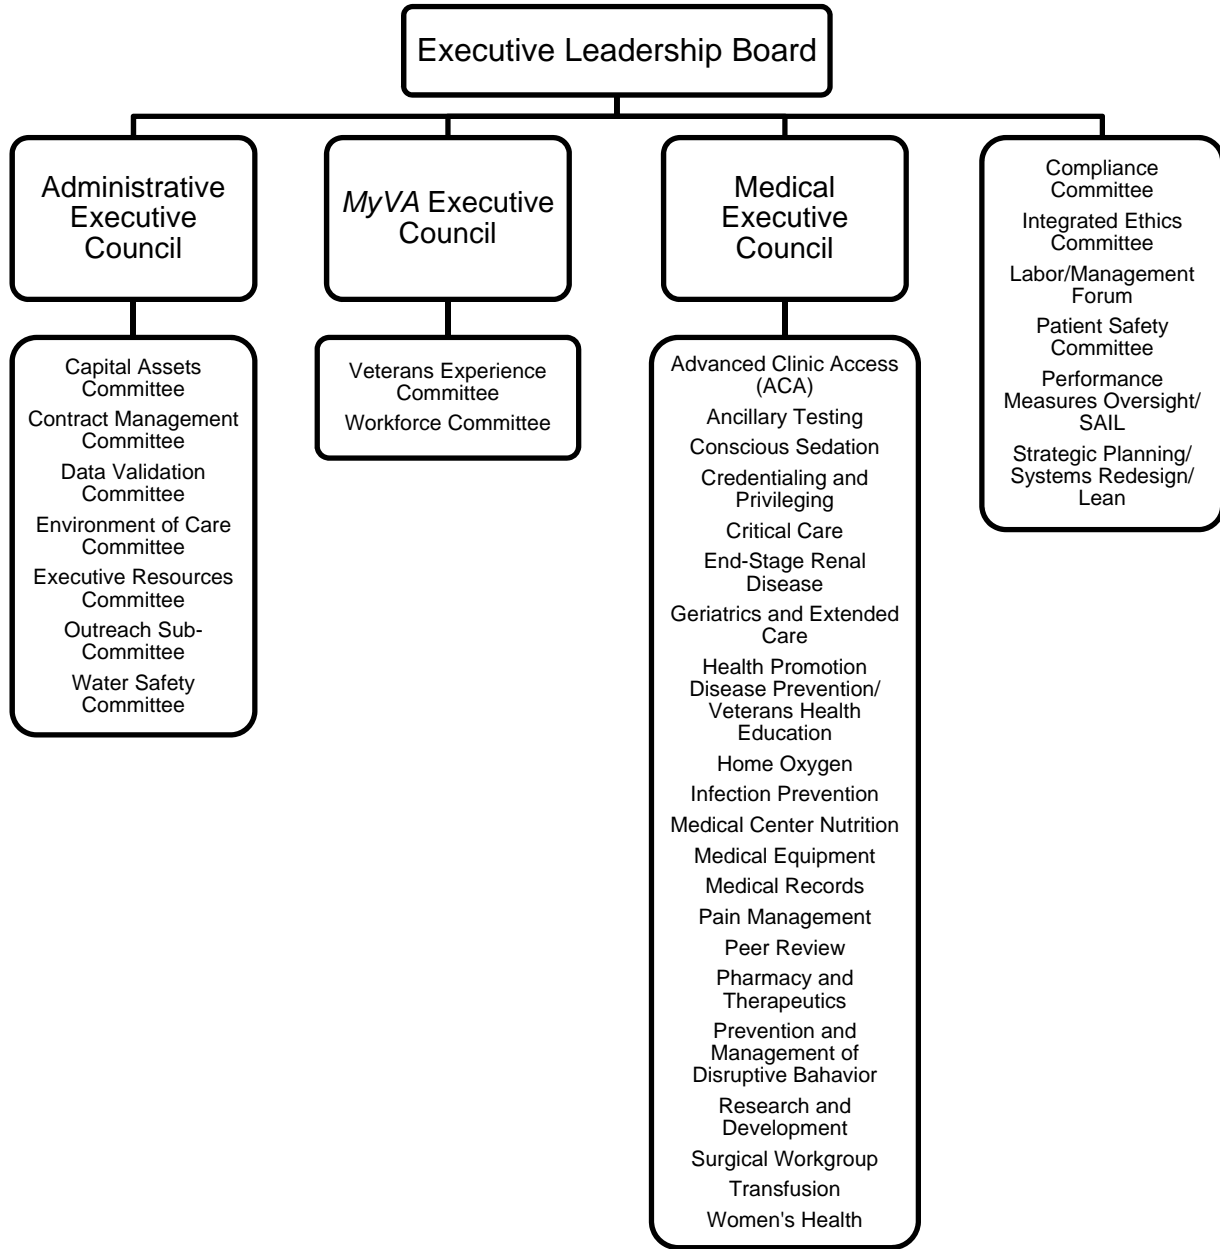 Executive Leadership Board
Administrative
Executive
Council
MyVA Executive
Council
Medical
Executive
Council
Compliance
Committee
Integrated Ethics
Committee
Labor/Management
Forum
Patient Safety
Committee
Performance
Measures Oversight/
SAIL
Strategic Planning/
Systems Redesign/
Lean
Capital Assets
Committee
Contract Management
Committee
Data Validation
Committee
Environment of Care
Committee
Executive Resources
Committee
Outreach Sub-
Committee
Water Safety
Committee
Veterans Experience
Committee
Workforce Committee
Advanced Clinic Access
(ACA)
Ancillary Testing
Conscious Sedation
Credentialing and
Privileging
Critical Care
End-Stage Renal
Disease
Geriatrics and Extended
Care
Health Promotion
Disease Prevention/
Veterans Health
Education
Home Oxygen
Infection Prevention
Medical Center Nutrition
Medical Equipment
Medical Records
Pain Management
Peer Review
Pharmacy and
Therapeutics
Prevention and
Management of
Disruptive Bahavior
Research and
Development
Surgical Workgroup
Transfusion
Women's Health